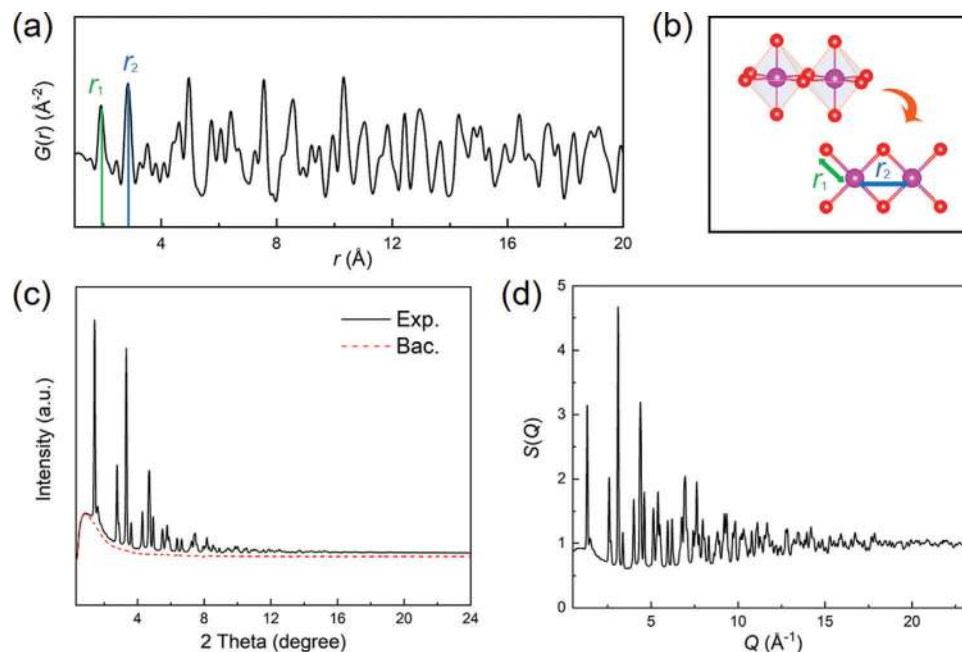 (a)
r1
r2
G(r) (Å-2)
4 8 12 16 20
r (Å)
(b)
r1
r2
(c)
Exp.
Bac.
Intensity (a.u.)
4 8 12 16 20 24
2 Theta (degree)
(d)
5
4
3
2
1
0
S(Q)
5 10 15 20
Q (Å-1)